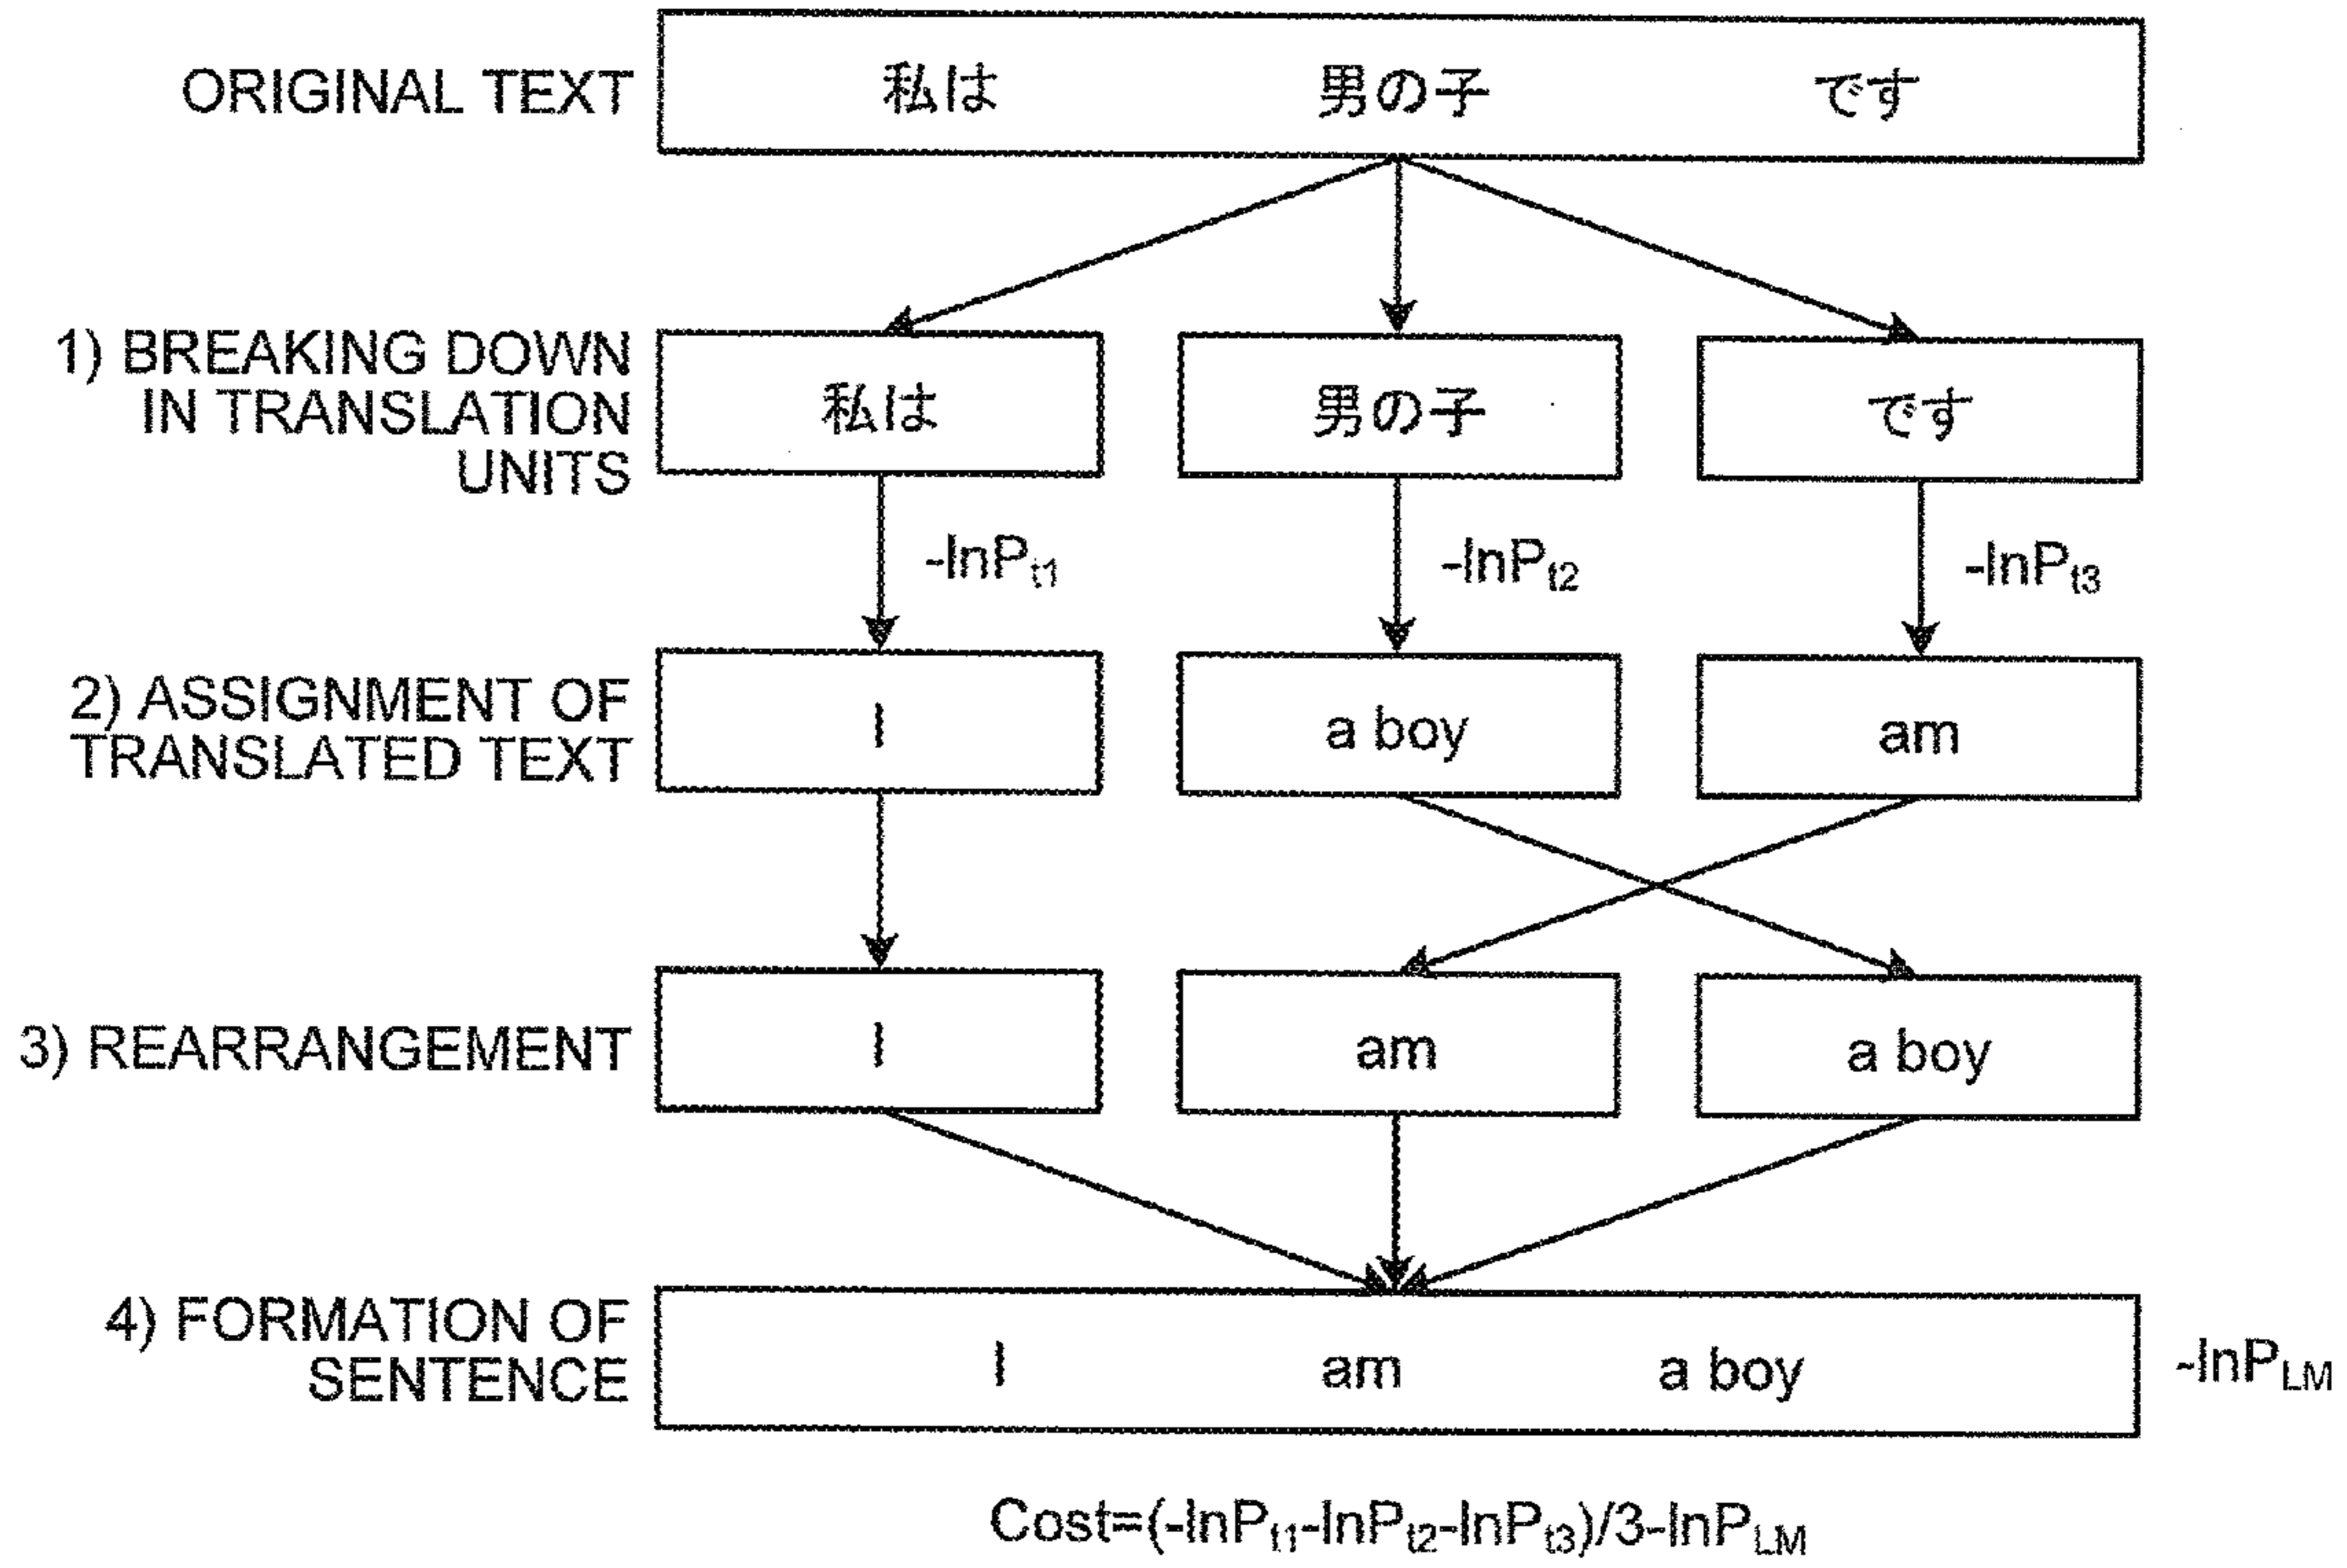 ORIGINAL TEXT 私は 男の子 です
1) BREAKING DOWN
IN TRANSLATION
UNITS
私は 男の子 です
-lnPt1 -lnPt2 -lnPt3
2) ASSIGNMENT OF
TRANSLATED TEXT
I a boy am
3) REARRANGEMENT I am a boy
4) FORMATION OF
SENTENCE
I am a boy -lnPLM
Cost=(-lnPt1-lnPt2-lnPt3)/3-lnPLM